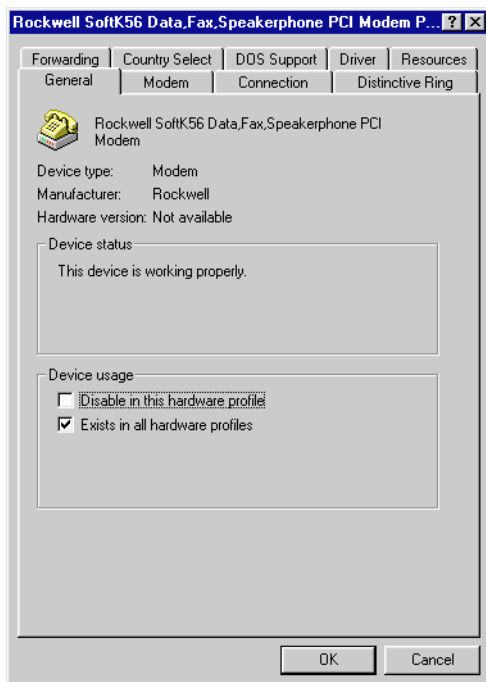 Rockwell SoftK56 Data,Fax,Speakerphone PCI Modem P... ? ×
Forwarding Country Select DOS Support Driver Resources
General Modem Connection Distinctive Ring
Rockwell SoftK56 Data,Fax,Speakerphone PCI
Modem
Device type: Modem
Manufacturer: Rockwell
Hardware version: Not available
Device status
This device is working properly.
Device usage
Disable in this hardware profile
Exists in all hardware profiles
OK Cancel